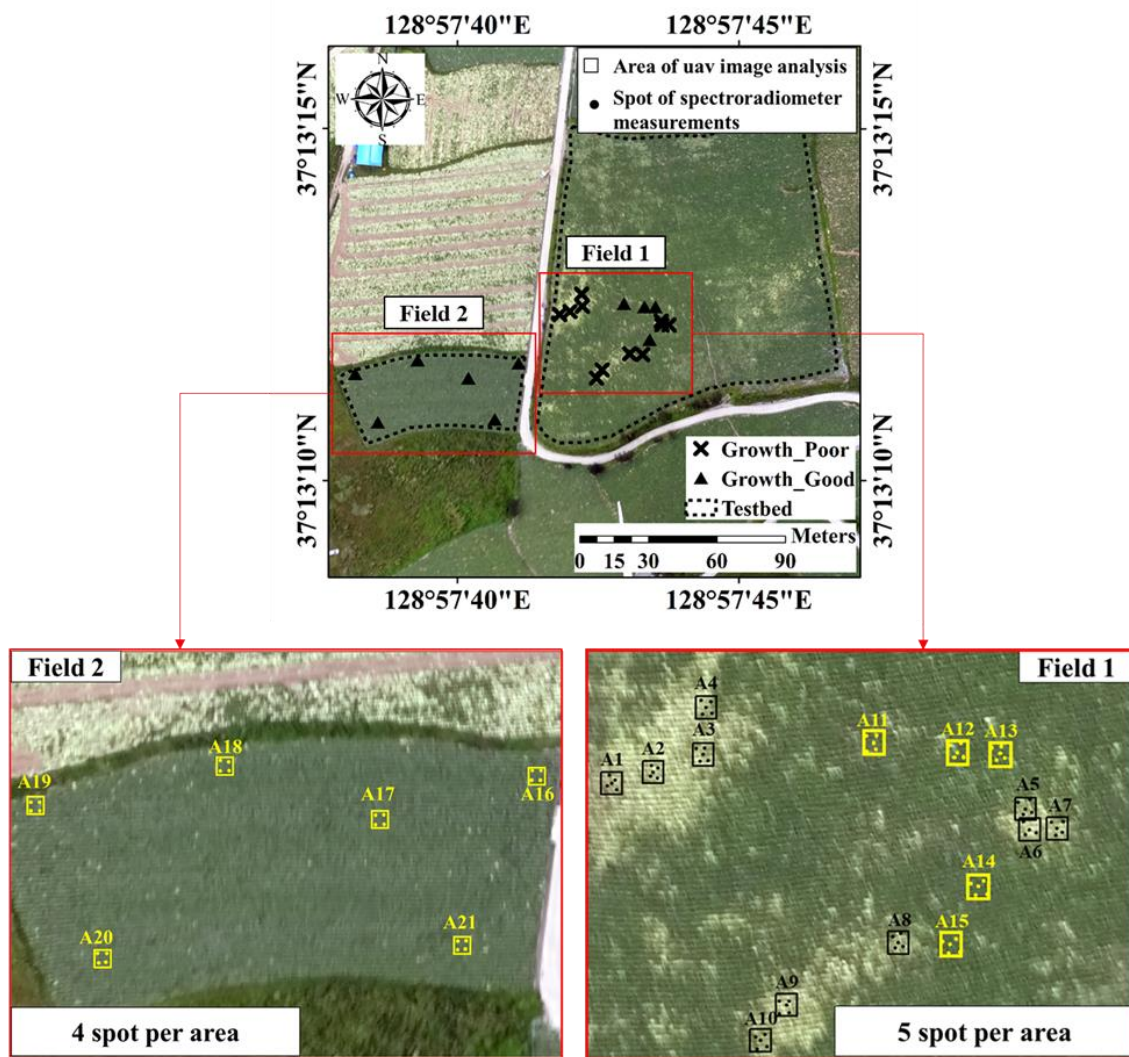 128°57'40"E
128°57'45"E
N
W
E
S
Area of uav image analysis
Spot of spectroradiometer
measurements
37°13'15"N
37°13'15"N
Field 1
Field 2
37°13'10"N
37°13'10"N
Growth_Poor
Growth_Good
Testbed
Meters
0 15 30 60 90
128°57'40"E
128°57'45"E
Field 2
A18
A19
A17
A16
A20
A21
4 spot per area
Field 1
A4
A3
A1
A2
A11
A12
A13
A5
A7
A6
A14
A8
A15
A9
A10
5 spot per area